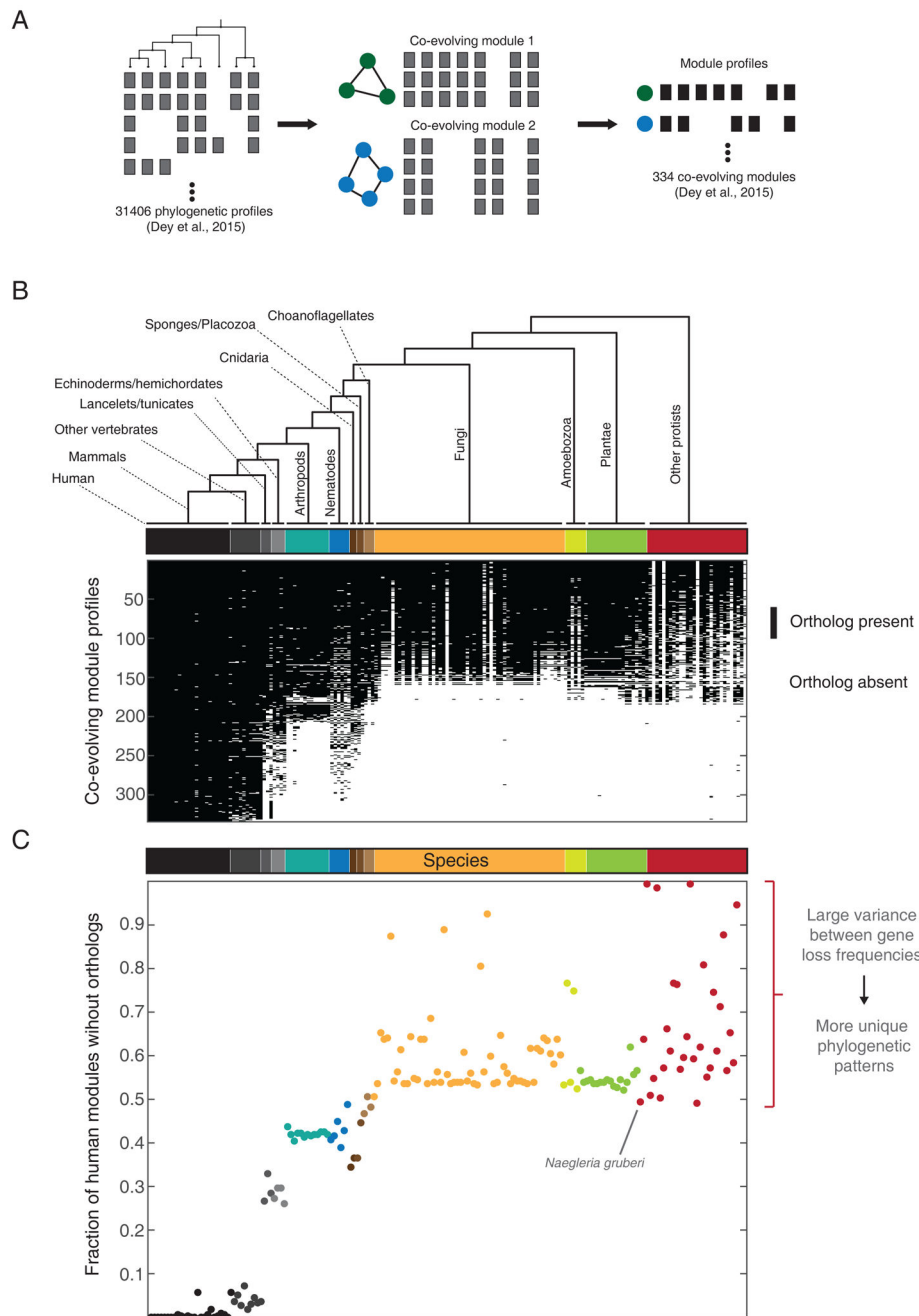 A
Co-evolving module 1
Module profiles
Co-evolving module 2
31406 phylogenetic profiles
(Dey et al., 2015)
334 co-evolving modules
(Dey et al., 2015)
B
Choanoflagellates
Sponges/Placozoa
Cnidaria
Echinoderms/hemichordates
Lancelets/tunicates
Other vertebrates
Mammals
Human
Arthropods
Nematodes
Fungi
Amoebozoa
Plantae
Other protists
Co-evolving module profiles
50
100
150
200
250
300
Ortholog present
Ortholog absent
C
Species
Fraction of human modules wihout orthologs
0.9
0.8
0.7
0.6
0.5
0.4
0.3
0.2
0.1
Naegleria gruberi
Large variance
between gene
loss frequencies
More unique
phylogenetic
patterns